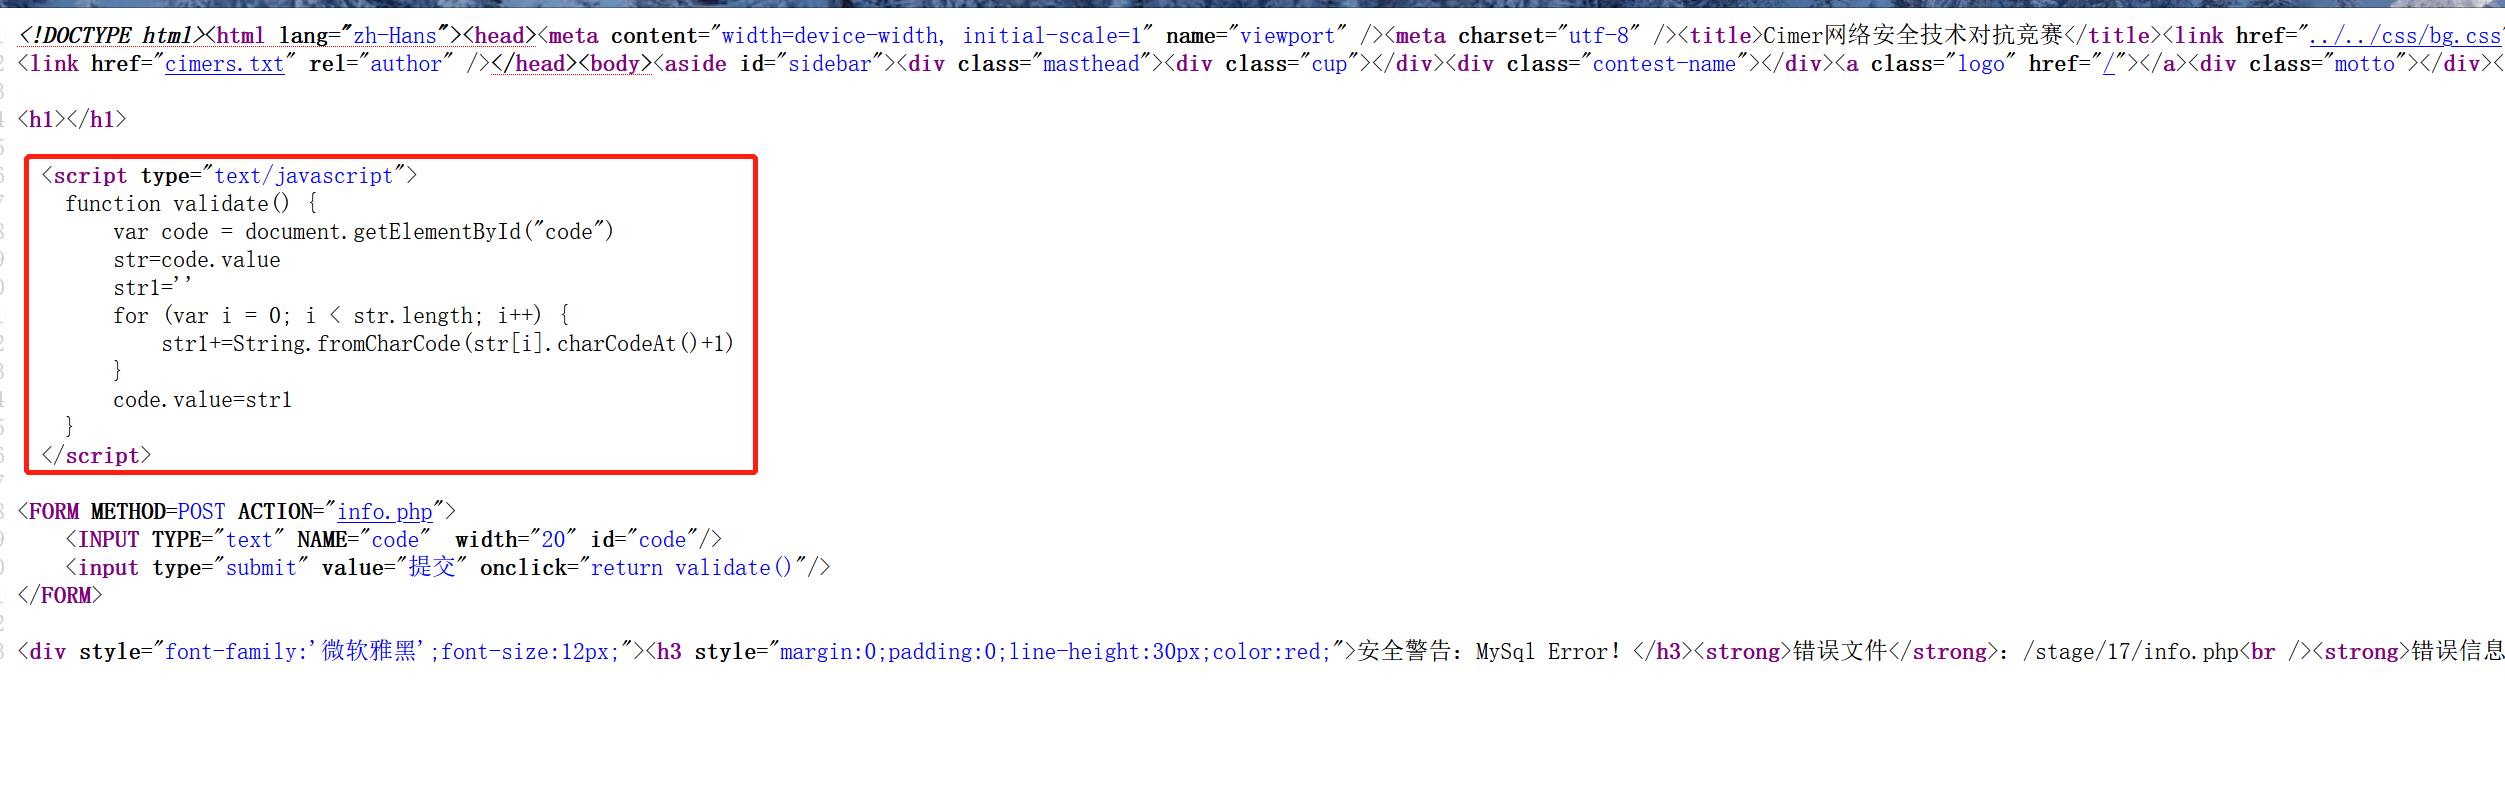 <!DOCTYPE html><html lang="zh-Hans"><head><meta content="width=device-width, initial-scale=1" name="viewport" /><meta charset="utf-8" /><title>Cimer网络安全技术对抗竞赛</title><link href="../../css/bg.css"
<link href="cimers.txt" rel="author" /></head><body><aside id="sidebar"><div class="masthead"><div class="cup"></div><div class="contest-name"></div><a class="logo" href="/"></a><div class="motto"></div><
<h1></h1>
<script type="text/javascript">
function validate() {
var code = document.getElementById("code")
str=code.value
str1=''
for (var i = 0; i < str.length; i++) {
str1+=String.fromCharCode(str[i].charCodeAt()+1)
}
code.value=str1
}
</script>
<FORM METHOD=POST ACTION="info.php">
<INPUT TYPE="text" NAME="code"  width="20" id="code"/>
<input type="submit" value="提交" onclick="return validate()"/>
</FORM>
<div style="font-family:'微软雅黑';font-size:12px;"><h3 style="margin:0;padding:0;line-height:30px;color:red;">安全警告：MySql Error！</h3><strong>错误文件</strong>：/stage/17/info.php<br /><strong>错误信息